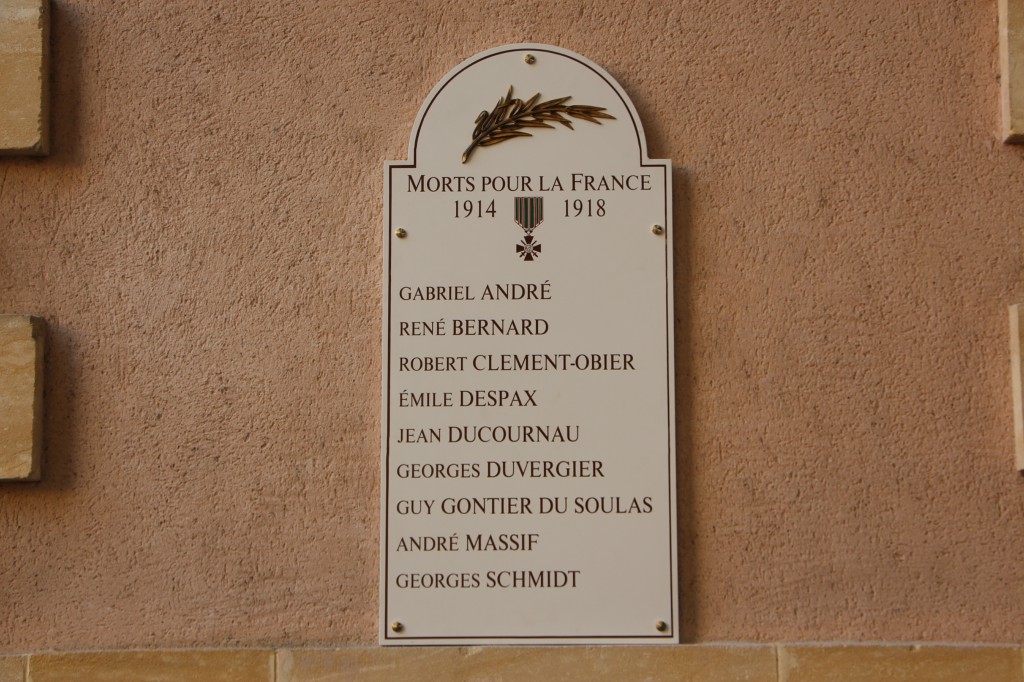 MORTS POUR LA FRANCE
1914 1918
GABRIEL ANDRÉ
RENÉ BERNARD
ROBERT CLEMENT-OBIER
ÉMILE DESPAX
JEAN DUCOURNAU
GEORGES DUVERGIER
GUY GONTIER DU SOULAS
ANDRÉ MASSIF
GEORGES SCHMIDT